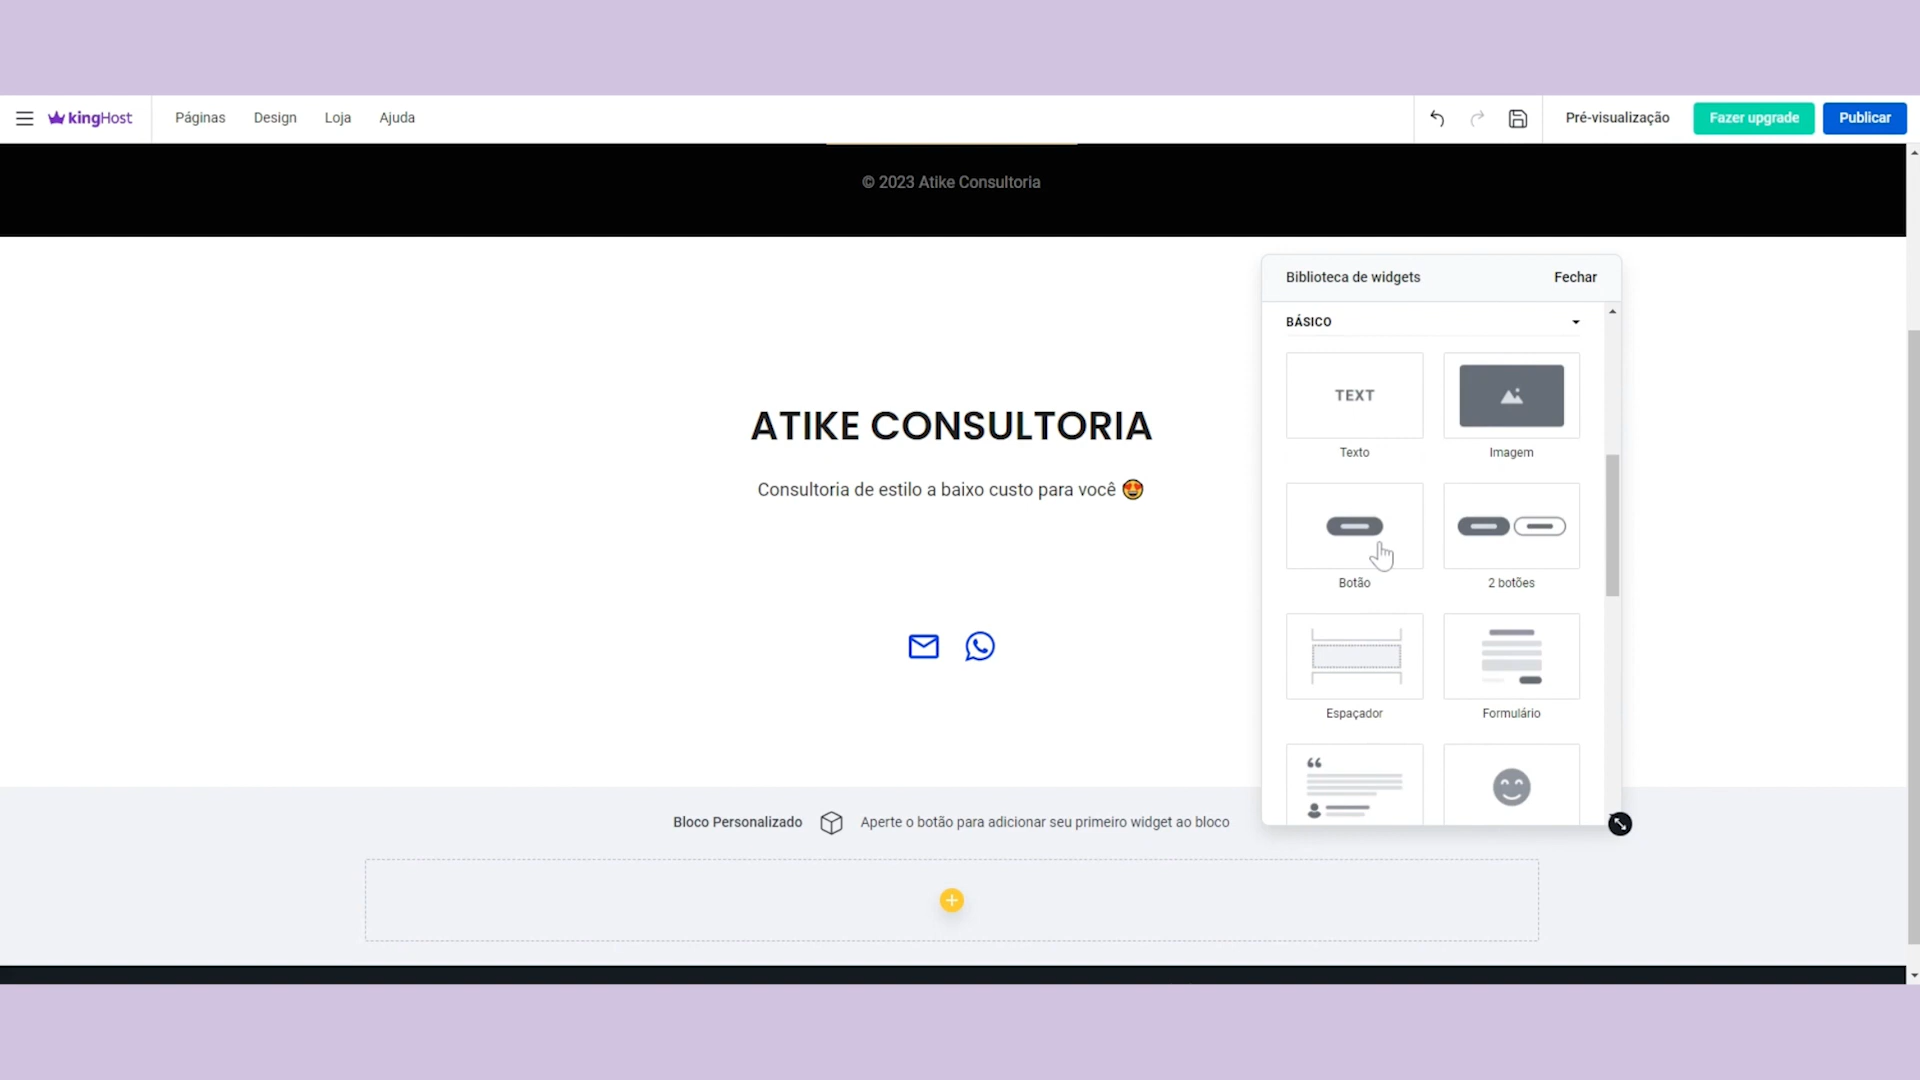 kingHost
Páginas
Design
Loja
Ajuda
Pré-visualização
Fazer upgrade
Publicar
© 2023 Atike Consultoria
ATIKE CONSULTORIA
Consultoria de estilo a baixo custo para você 😍
Biblioteca de widgets
Fechar
BÁSICO
TEXT
Texto
Imagem
Botão
2 botões
Espaçador
Formulário
Bloco Personalizado
Aperte o botão para adicionar seu primeiro widget ao bloco